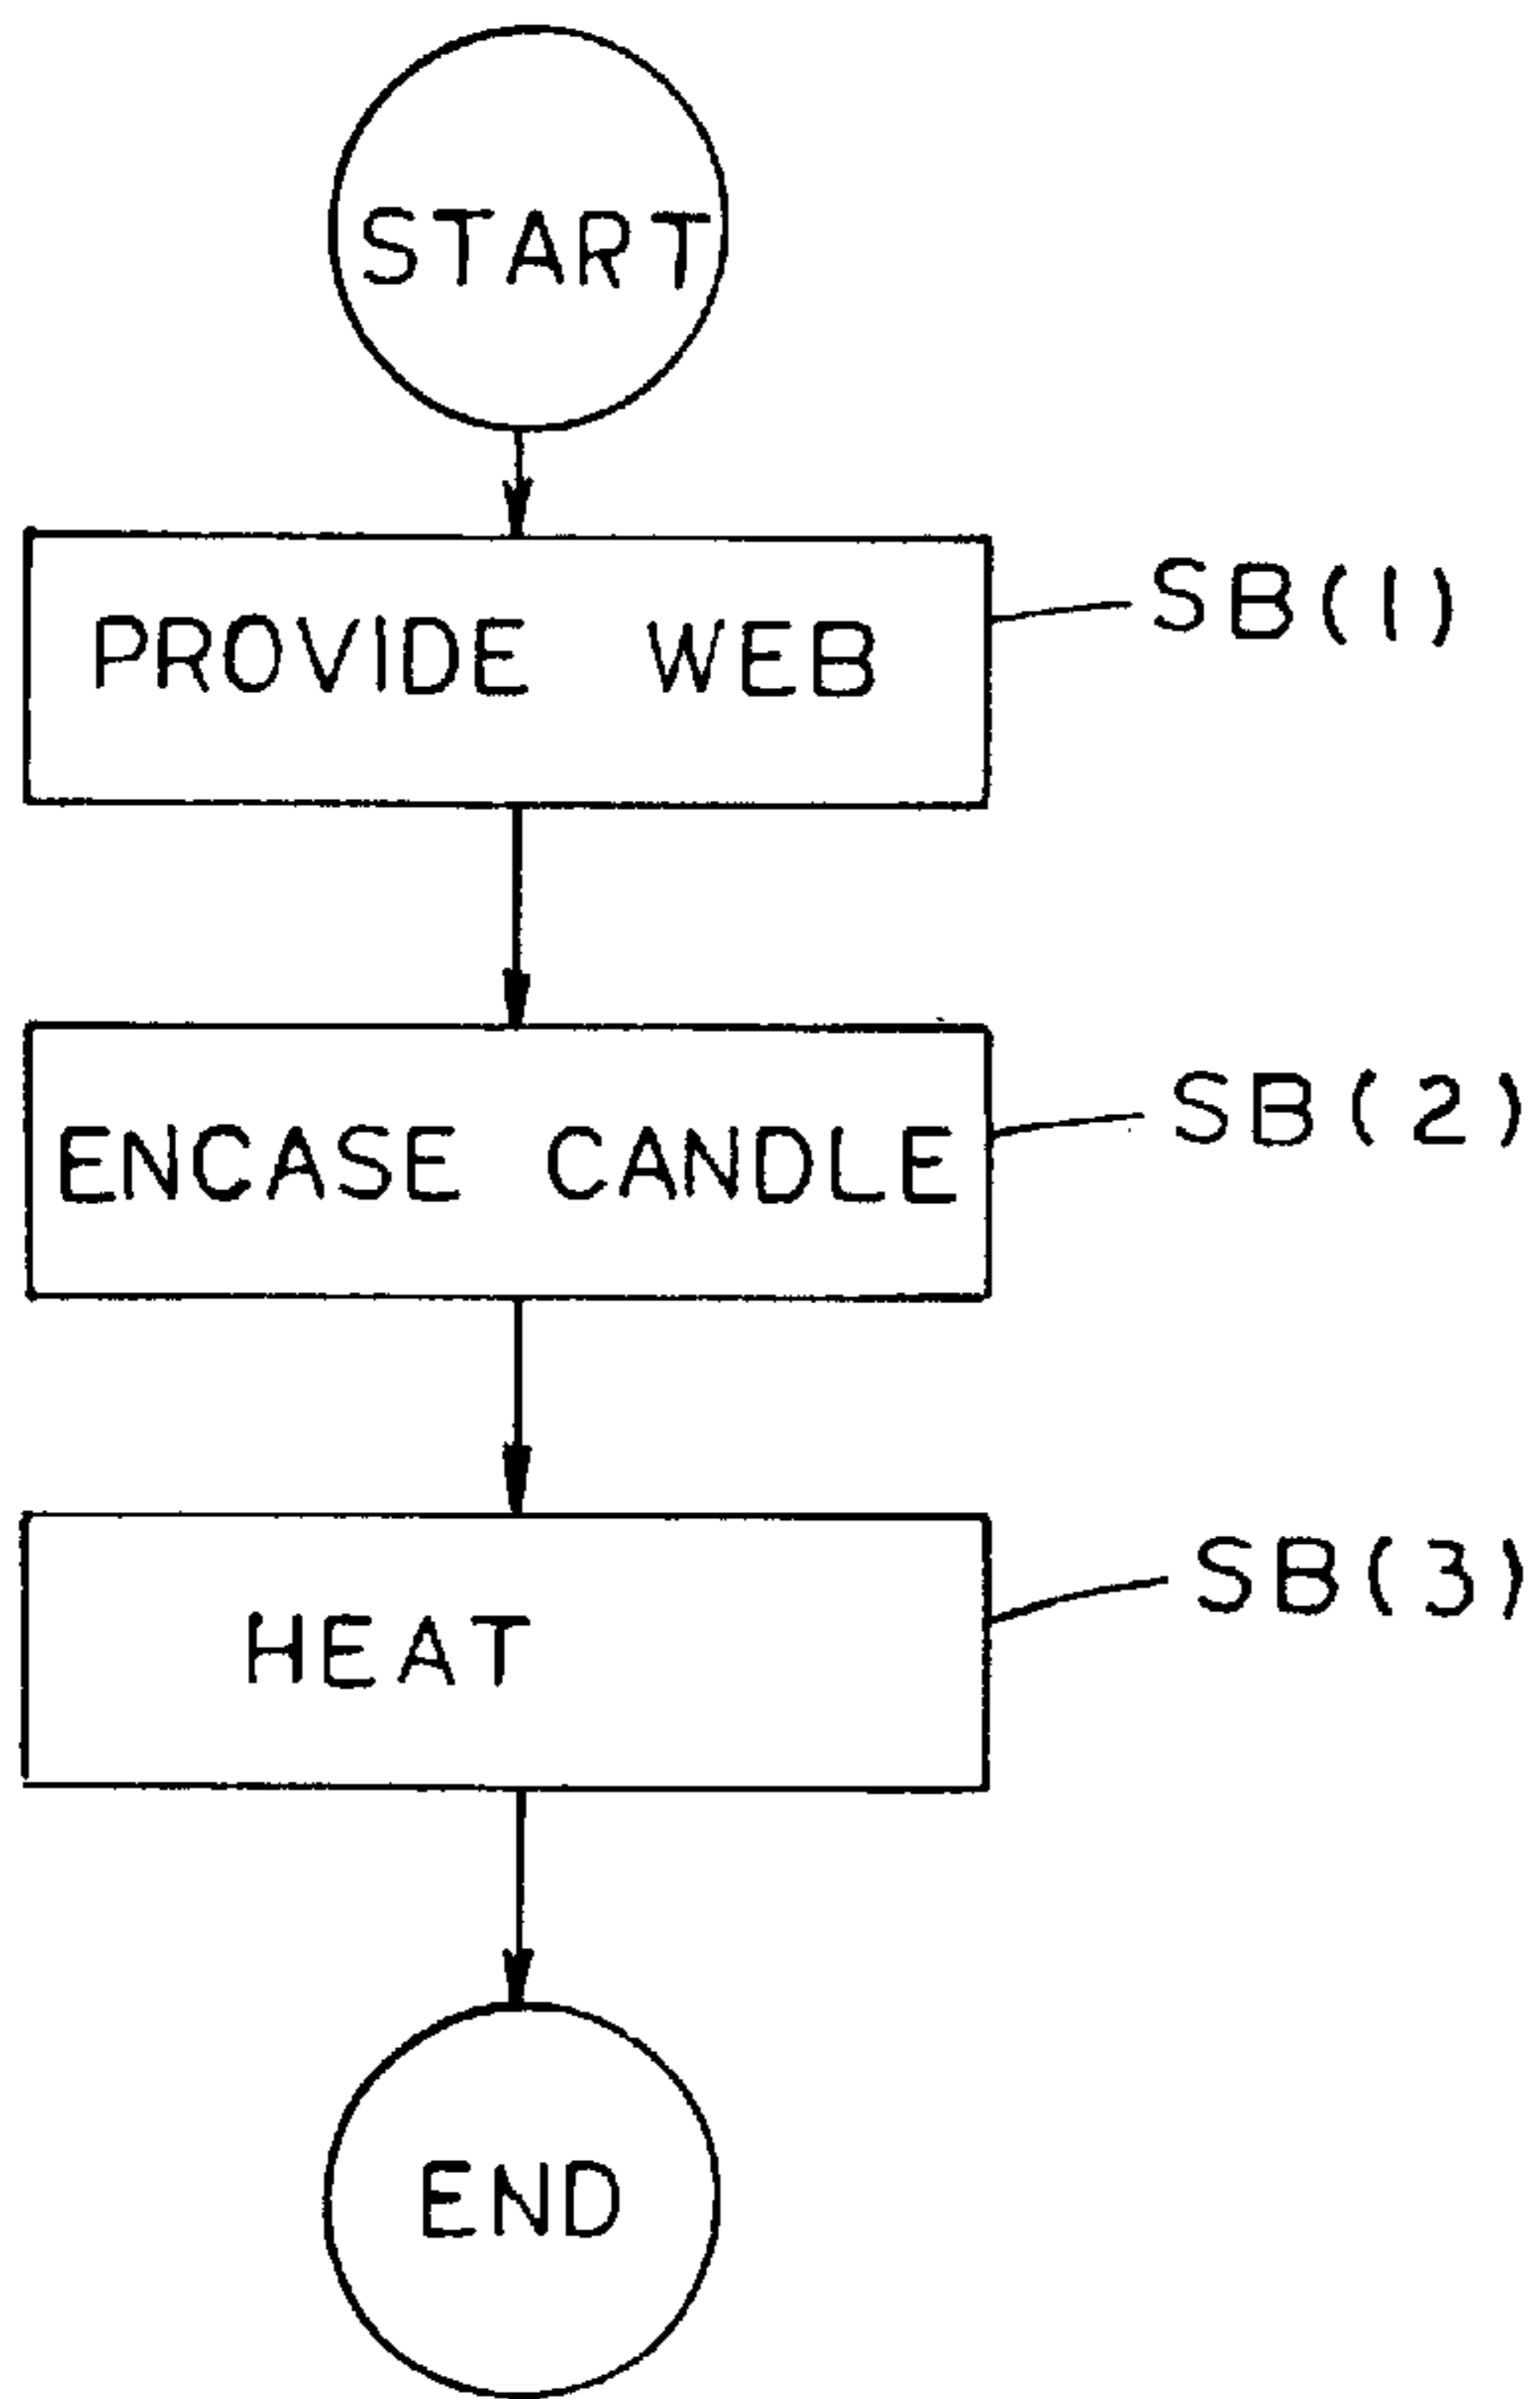 START
PROVIDE WEB
SB(1)
ENCASE CANDLE
SB(2)
HEAT
SB(3)
END